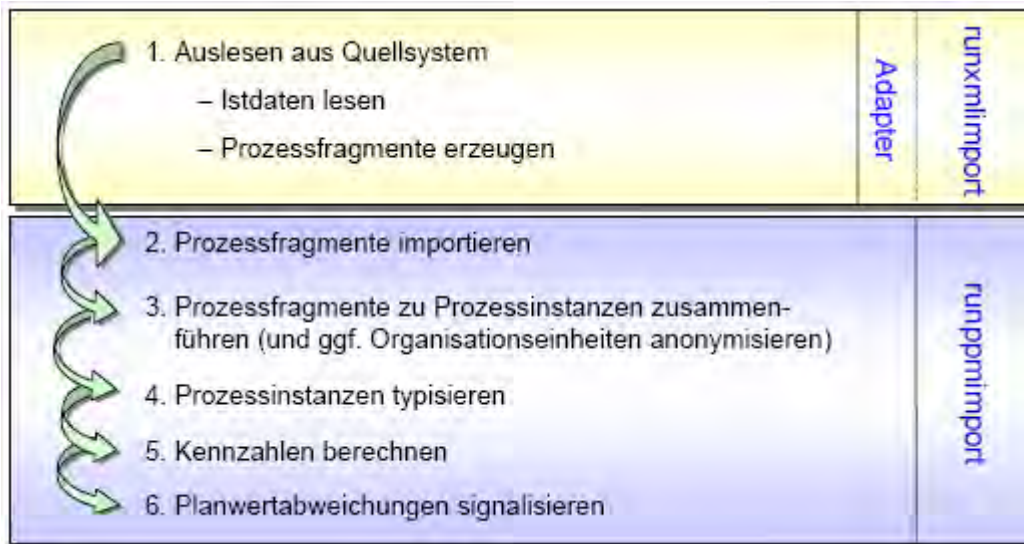 1. Auslesen aus Quellsystem
– Istdaten lesen
– Prozessfragmente erzeugen
Adapter
runxmlimport
2. Prozessfragmente importieren
3. Prozessfragmente zu Prozessinstanzen zusammen-
führen (und ggf. Organisationseinheiten anonymisieren)
4. Prozessinstanzen typisieren
5. Kennzahlen berechnen
6. Planwertabweichungen signalisieren
runppmimport